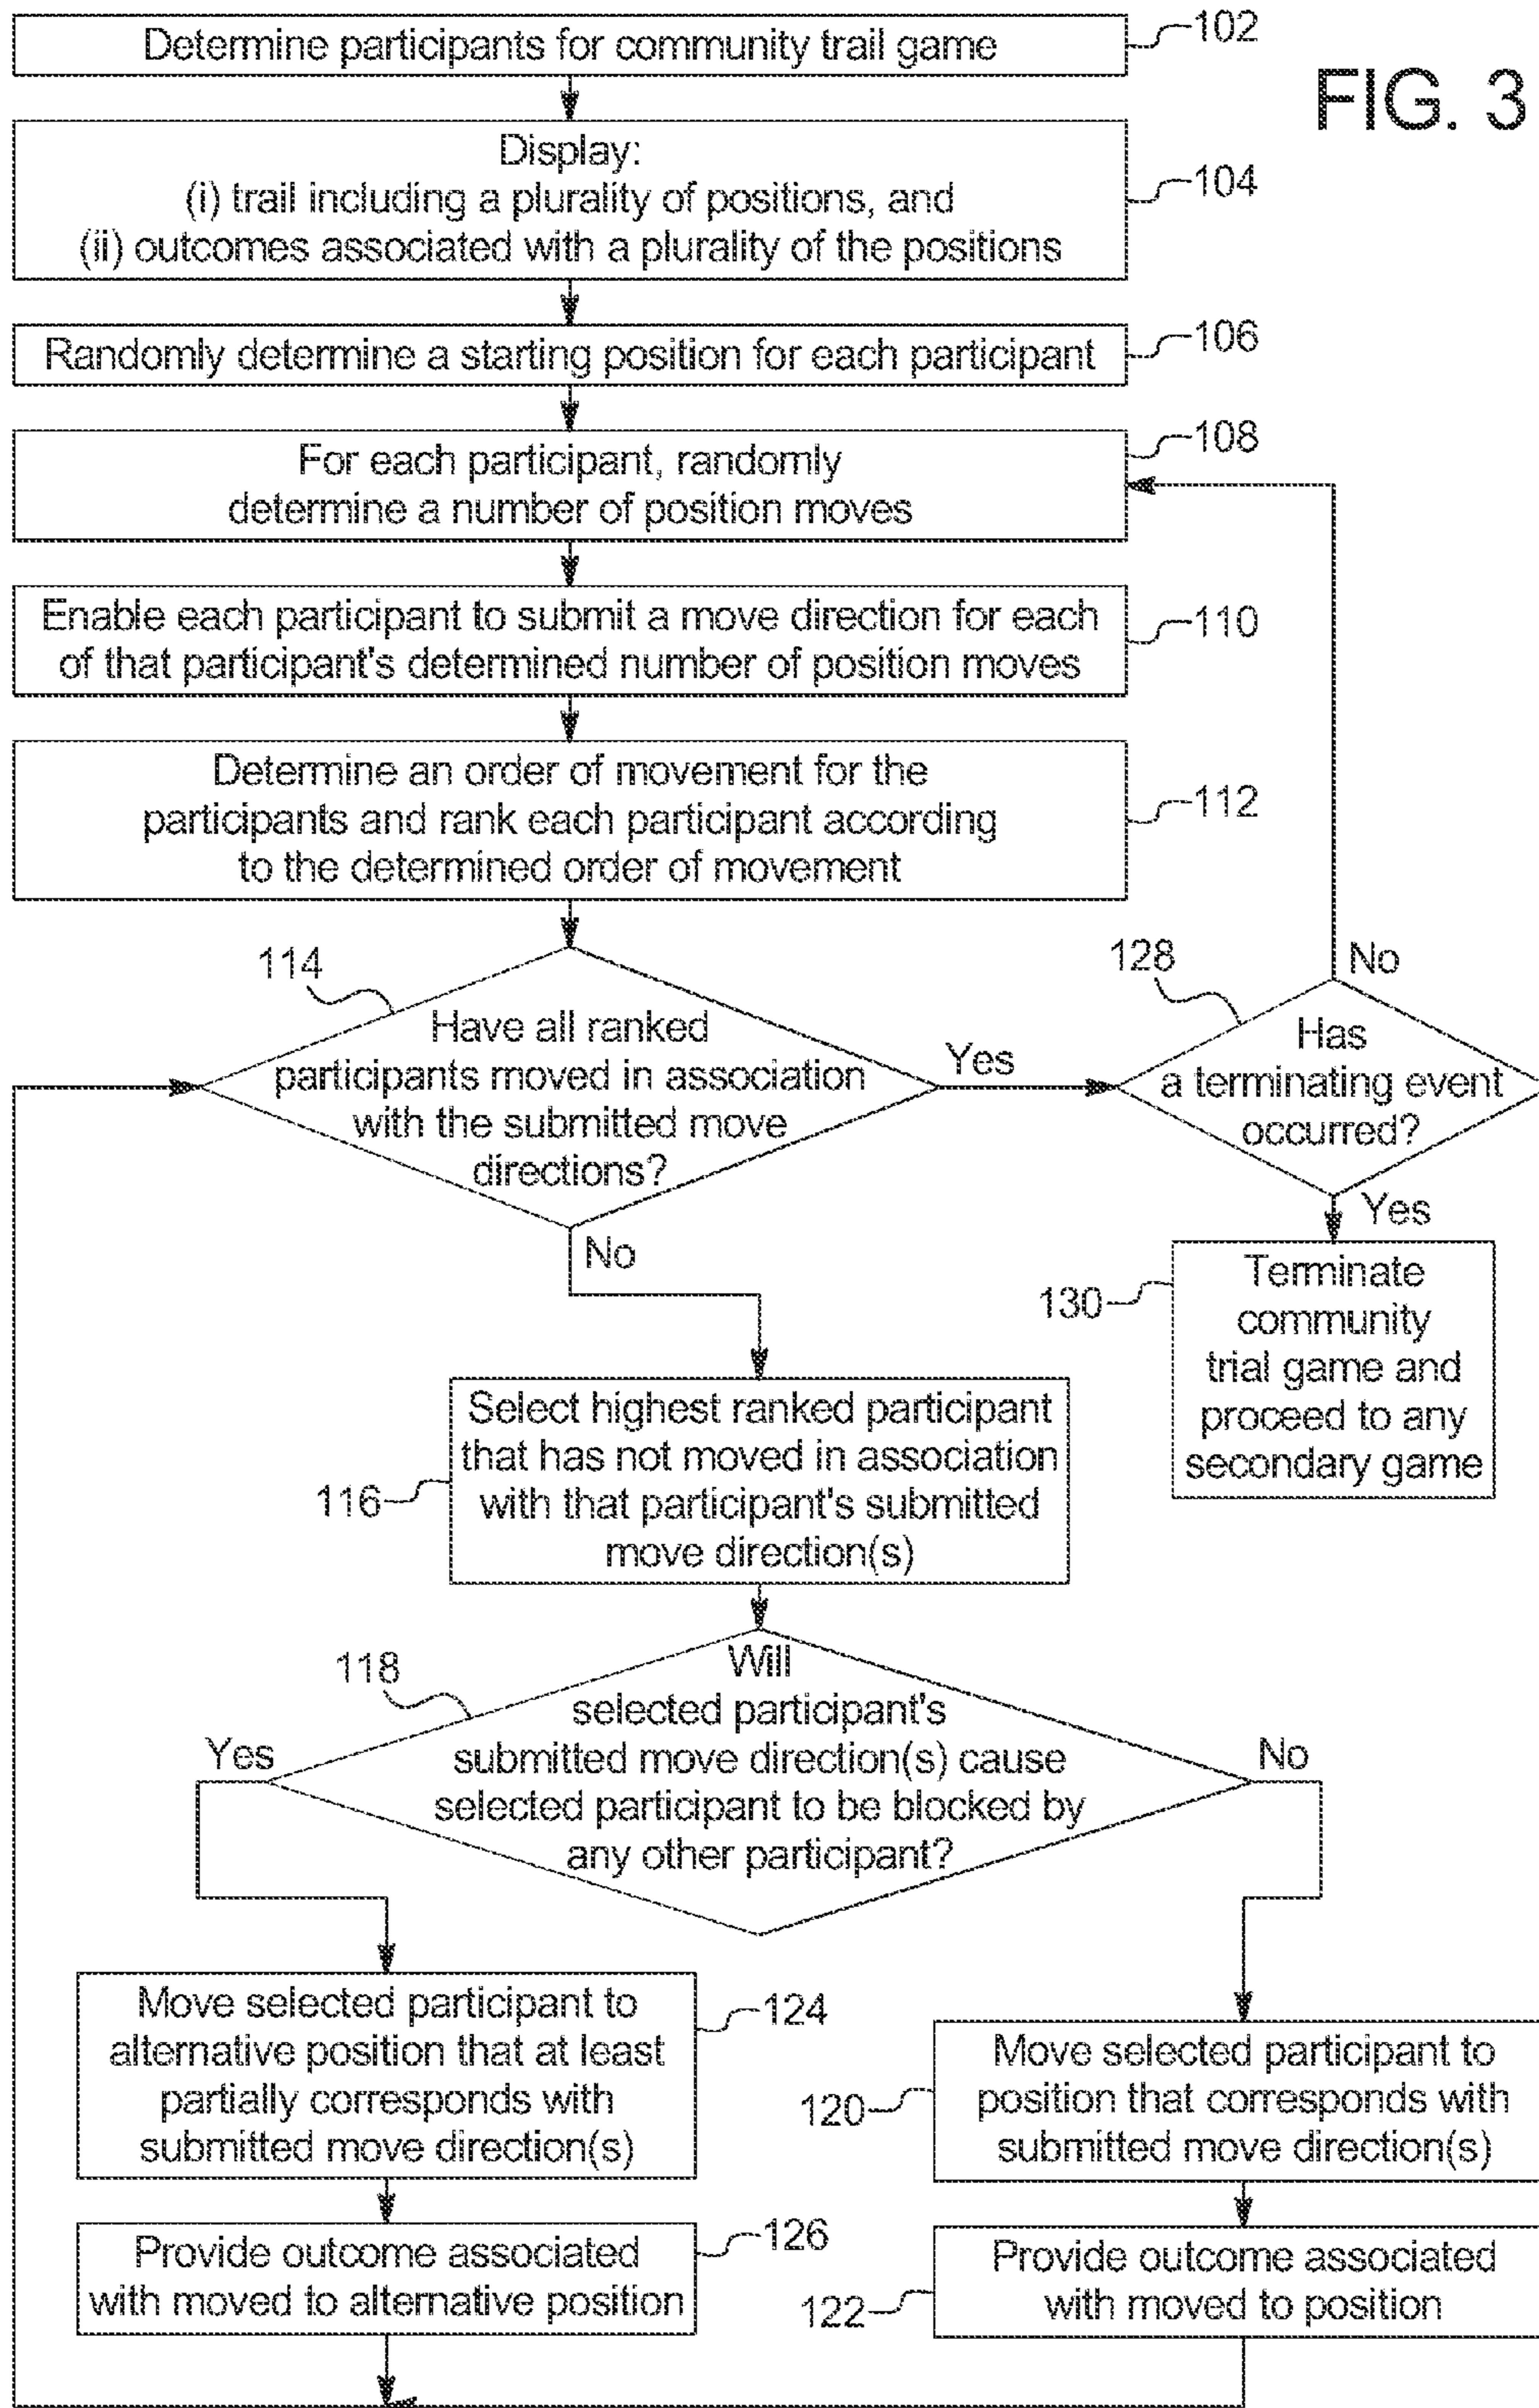 FIG. 3
Determine participants for community trail game
102
Display:
(i) trail including a plurality of positions, and
(ii) outcomes associated with a plurality of the positions
104
Randomly determine a starting position for each participant
106
For each participant, randomly
determine a number of position moves
108
Enable each participant to submit a move direction for each
of that participant's determined number of position moves
110
Determine an order of movement for the
participants and rank each participant according
to the determined order of movement
112
114
Have all ranked
participants moved in association
with the submitted move
directions?
Yes
No
128
Has
a terminating event
occurred?
No
Yes
130
Terminate
community
trial game and
proceed to any
secondary game
116
Select highest ranked participant
that has not moved in association
with that participant's submitted
move direction(s)
118
Will
selected participant's
submitted move direction(s) cause
selected participant to be blocked by
any other participant?
Yes
No
Move selected participant to
alternative position that at least
partially corresponds with
submitted move direction(s)
124
120
Move selected participant to
position that corresponds with
submitted move direction(s)
Provide outcome associated
with moved to alternative position
126
122
Provide outcome associated
with moved to position